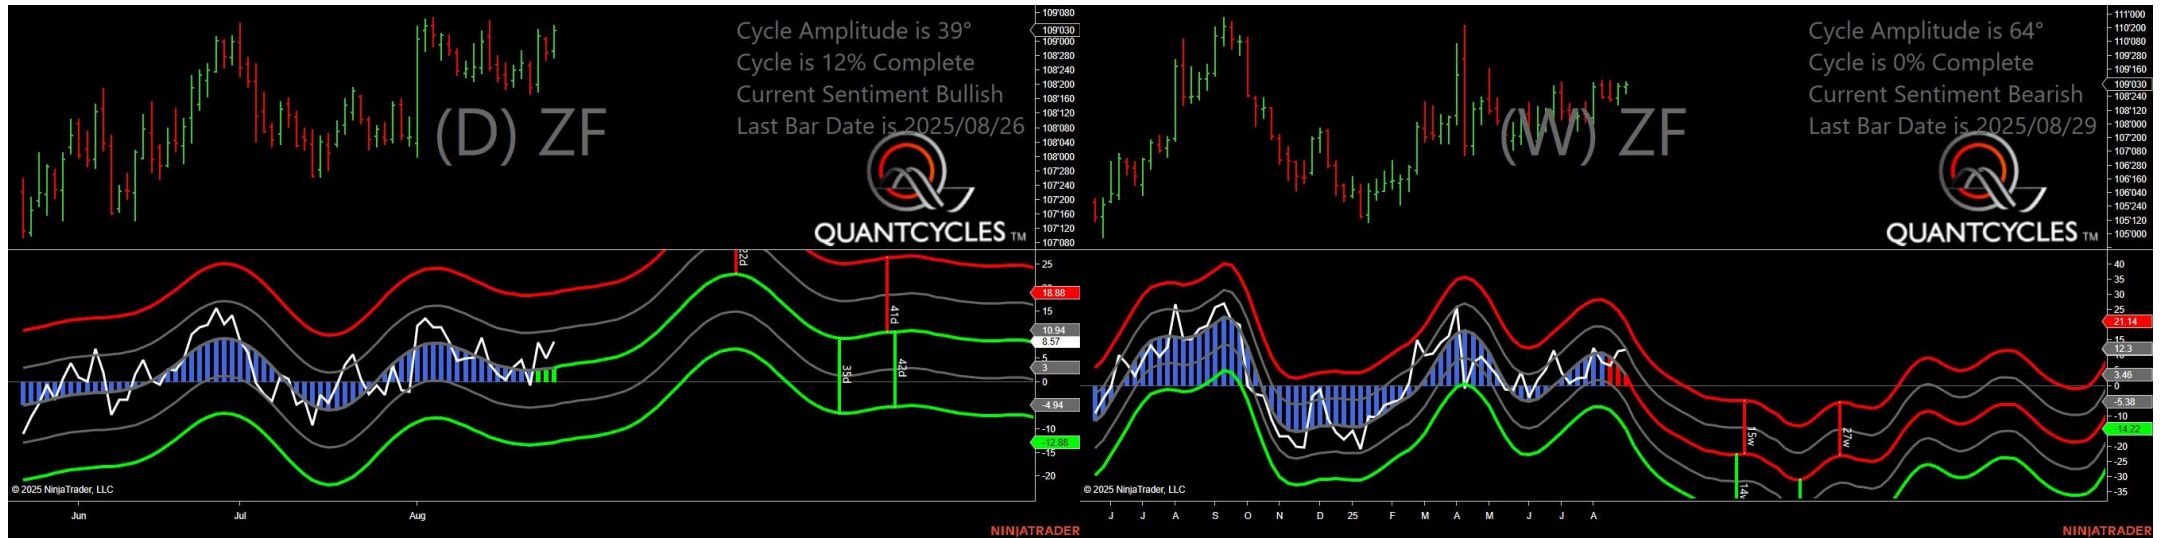 Cycle Amplitude is 39°
Cycle is 12% Complete
Current Sentiment Bullish
Last Bar Date is 2025/08/26
(D) ZF
QUANTCYCLES TM
109'080
109'030
109'000
108'280
108'240
108'200
108'160
108'120
108'080
108'040
108'000
107'280
107'240
107'200
107'160
107'120
107'080
22d
41d
35d
42d
25
18.88
15
10.94
8.57
5
3
0
-4.94
-10
-12.88
-15
-20
© 2025 NinjaTrader, LLC
Jun
Jul
Aug
NINJATRADER
Cycle Amplitude is 64°
Cycle is 0% Complete
Current Sentiment Bearish
Last Bar Date is 2025/08/29
(W) ZF
QUANTCYCLES TM
111'000
110'200
110'080
109'280
109'160
109'030
108'240
108'120
108'000
107'200
107'080
106'280
106'160
106'040
105'240
105'120
105'000
15w
27w
40
35
30
25
21.14
15
12.3
3.46
0
-5.38
-10
-14.22
-20
-25
-30
-35
© 2025 NinjaTrader, LLC
J
J
A
S
O
N
D
25
F
M
A
M
J
J
A
NINJATRADER